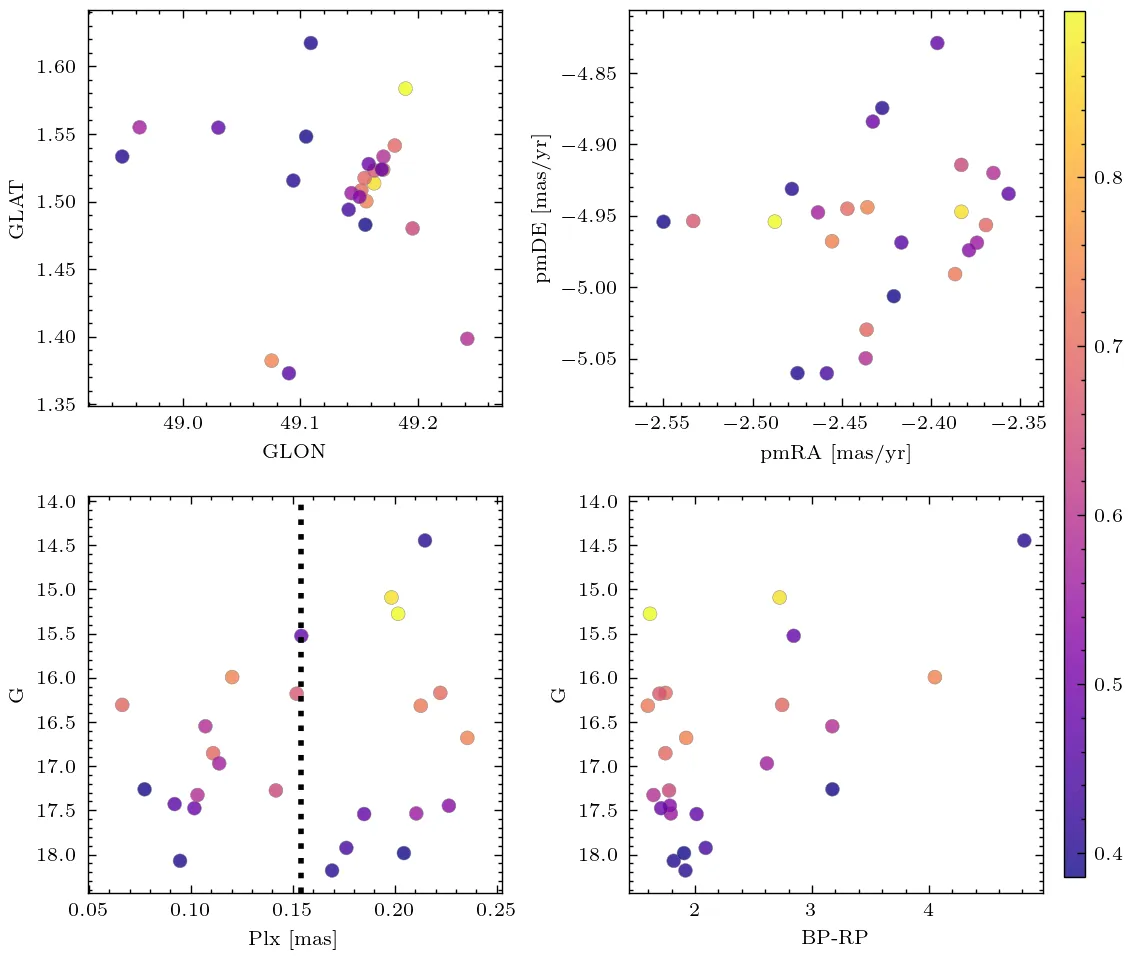 1.60
1.55
1.50
1.45
1.40
1.35
GLAT
49.0 49.1 49.2
GLON
−4.85
−4.90
−4.95
−5.00
−5.05
pmDE [mas/yr]
−2.55 −2.50 −2.45 −2.40 −2.35
pmRA [mas/yr]
0.8
0.7
0.6
0.5
0.4
14.0
14.5
15.0
15.5
16.0
16.5
17.0
17.5
18.0
G
0.05 0.10 0.15 0.20 0.25
Plx [mas]
14.0
14.5
15.0
15.5
16.0
16.5
17.0
17.5
18.0
G
2 3 4
BP-RP